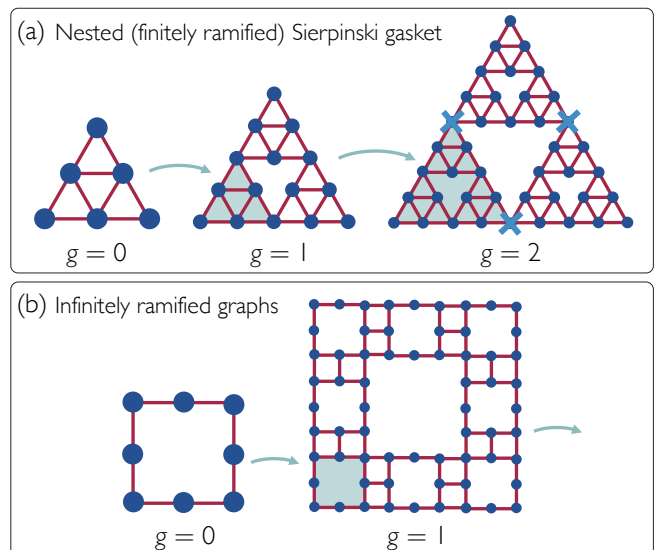 (a) Nested (finitely ramified) Sierpinski gasket
g = 0
g = 1
g = 2
(b) Infinitely ramified graphs
g = 0
g = 1